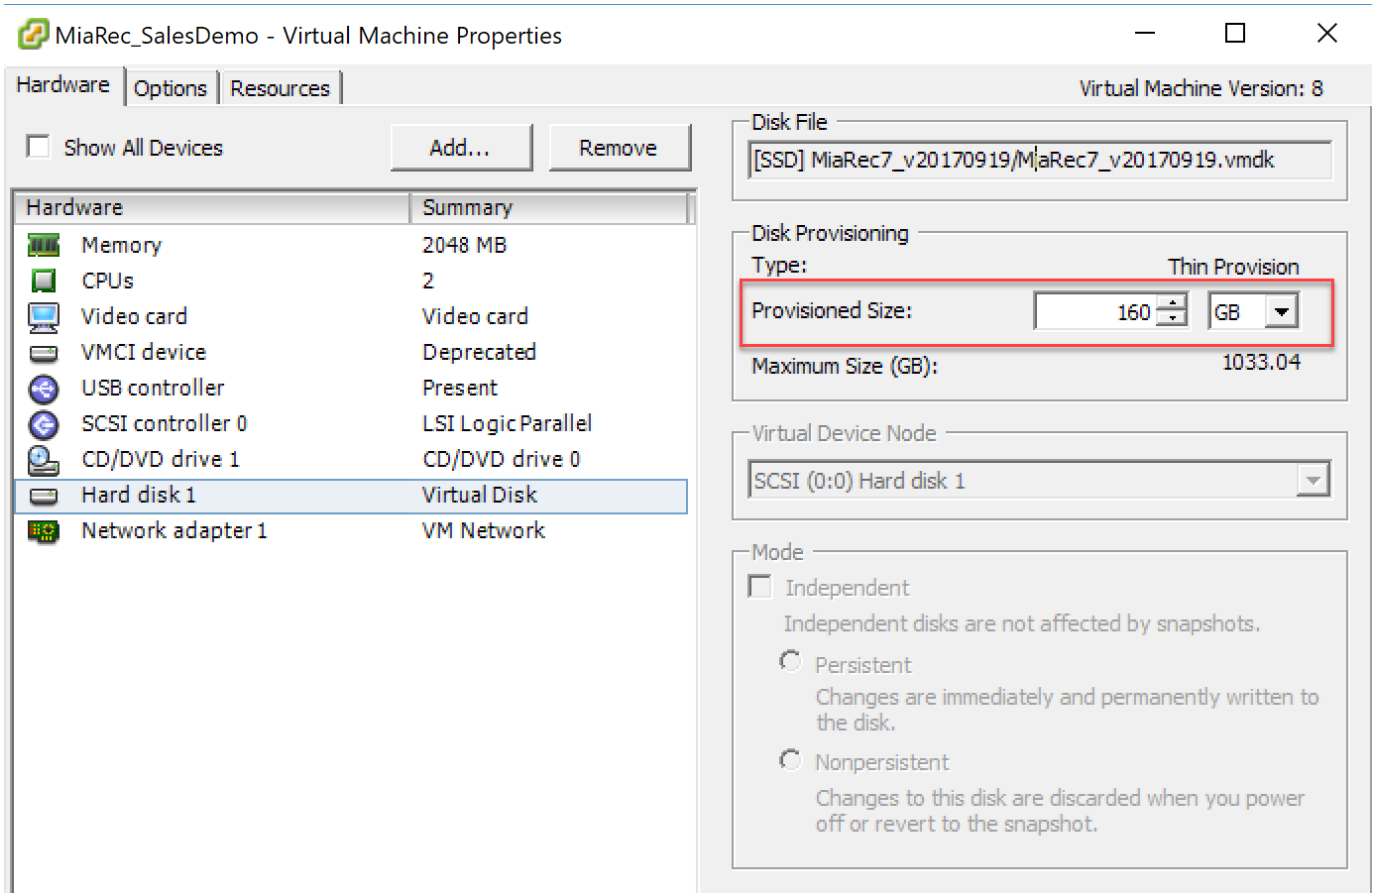 MiaRec_SalesDemo - Virtual Machine Properties
Hardware Options Resources Virtual Machine Version: 8
Show All Devices Add... Remove
Hardware Summary
Memory 2048 MB
CPUs 2
Video card Video card
VMCI device Deprecated
USB controller Present
SCSI controller 0 LSI Logic Parallel
CD/DVD drive 1 CD/DVD drive 0
Hard disk 1 Virtual Disk
Network adapter 1 VM Network
Disk File
[SSD] MiaRec7_v20170919/MiaRec7_v20170919.vmdk
Disk Provisioning
Type: Thin Provision
Provisioned Size: 160 GB
Maximum Size (GB): 1033.04
Virtual Device Node
SCSI (0:0) Hard disk 1
Mode
Independent
Independent disks are not affected by snapshots.
Persistent
Changes are immediately and permanently written to
the disk.
Nonpersistent
Changes to this disk are discarded when you power
off or revert to the snapshot.